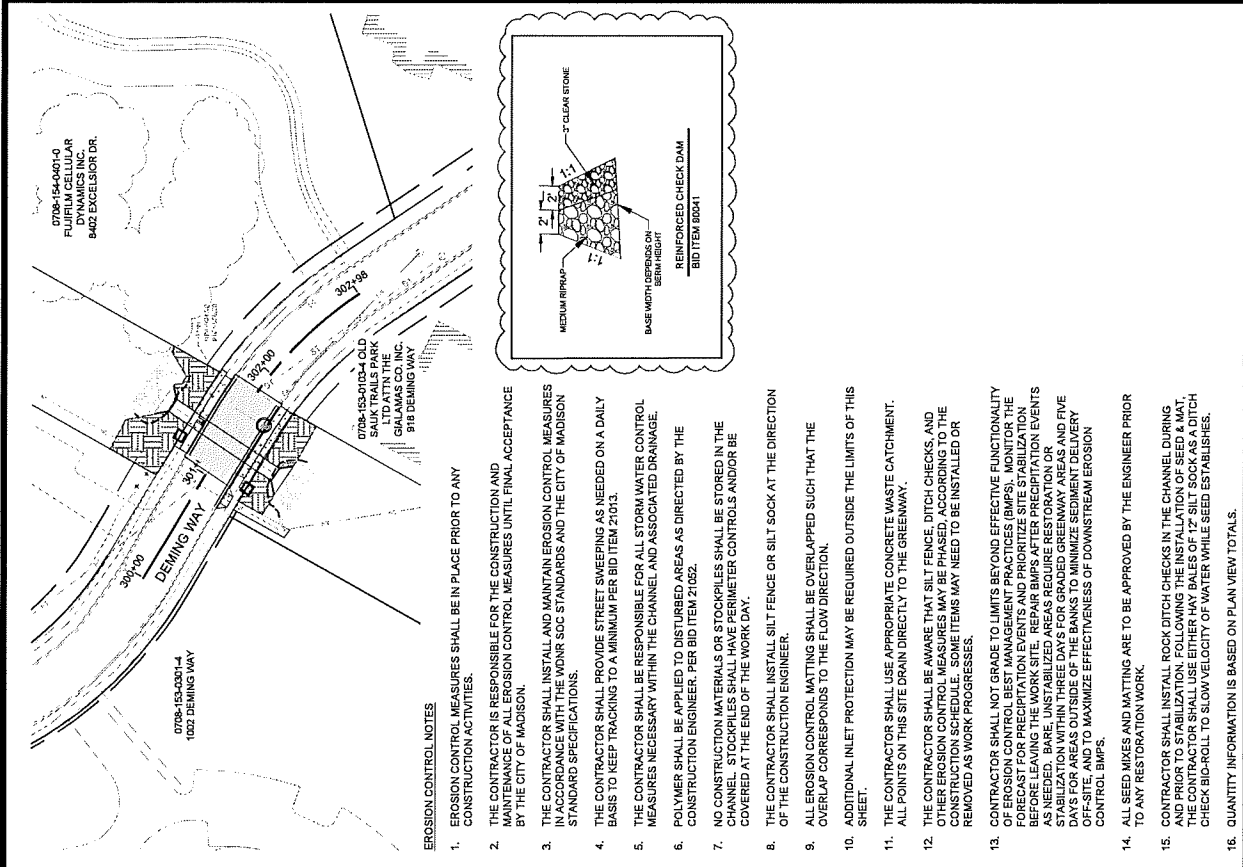 0708-154-0401-0
FUJIFILM CELLULAR
DYNAMICS INC.
8402 EXCELSIOR DR.
302+98
302+00
301+
300+00
DEMING WAY
0708-153-0103-4 OLD
SAUK TRAILS PARK
LTD ATTN THE
GIALAMAS CO. INC.
918 DEMING WAY
0708-153-0301-4
1002 DEMING WAY
EROSION CONTROL NOTES
1. EROSION CONTROL MEASURES SHALL BE IN PLACE PRIOR TO ANY
CONSTRUCTION ACTIVITIES.
2. THE CONTRACTOR IS RESPONSIBLE FOR THE CONSTRUCTION AND
MAINTENANCE OF ALL EROSION CONTROL MEASURES UNTIL FINAL ACCEPTANCE
BY THE CITY OF MADISON.
3. THE CONTRACTOR SHALL INSTALL AND MAINTAIN EROSION CONTROL MEASURES
IN ACCORDANCE WITH THE WDNR SOC STANDARDS AND THE CITY OF MADISON
STANDARD SPECIFICATIONS.
4. THE CONTRACTOR SHALL PROVIDE STREET SWEEPING AS NEEDED ON A DAILY
BASIS TO KEEP TRACKING TO A MINIMUM PER BID ITEM 21013.
5. THE CONTRACTOR SHALL BE RESPONSIBLE FOR ALL STORM WATER CONTROL
MEASURES NECESSARY WITHIN THE CHANNEL AND ASSOCIATED DRAINAGE.
6. POLYMER SHALL BE APPLIED TO DISTURBED AREAS AS DIRECTED BY THE
CONSTRUCTION ENGINEER. PER BID ITEM 21052.
7. NO CONSTRUCTION MATERIALS OR STOCKPILES SHALL BE STORED IN THE
CHANNEL. STOCKPILES SHALL HAVE PERIMETER CONTROLS AND/OR BE
COVERED AT THE END OF THE WORK DAY.
8. THE CONTRACTOR SHALL INSTALL SILT FENCE OR SILT SOCK AT THE DIRECTION
OF THE CONSTRUCTION ENGINEER.
9. ALL EROSION CONTROL MATTING SHALL BE OVERLAPPED SUCH THAT THE
OVERLAP CORRESPONDS TO THE FLOW DIRECTION.
10. ADDITIONAL INLET PROTECTION MAY BE REQUIRED OUTSIDE THE LIMITS OF THIS
SHEET.
11. THE CONTRACTOR SHALL USE APPROPRIATE CONCRETE WASTE CATCHMENT.
ALL POINTS ON THIS SITE DRAIN DIRECTLY TO THE GREENWAY.
12. THE CONTRACTOR SHALL BE AWARE THAT SILT FENCE, DITCH CHECKS, AND
OTHER EROSION CONTROL MEASURES MAY BE PHASED, ACCORDING TO THE
CONSTRUCTION SCHEDULE. SOME ITEMS MAY NEED TO BE INSTALLED OR
REMOVED AS WORK PROGRESSES.
13. CONTRACTOR SHALL NOT GRADE TO LIMITS BEYOND EFFECTIVE FUNCTIONALITY
OF EROSION CONTROL BEST MANAGEMENT PRACTICES (BMPS). MONITOR THE
FORECAST FOR PRECIPITATION EVENTS AND PRIORITIZE SITE STABILIZATION
BEFORE LEAVING THE WORK SITE. REPAIR BMPS AFTER PRECIPITATION EVENTS
AS NEEDED. BARE, UNSTABILIZED AREAS REQUIRE RESTORATION OR
STABILIZATION WITHIN THREE DAYS FOR GRADED GREENWAY AREAS AND FIVE
DAYS FOR AREAS OUTSIDE OF THE BANKS TO MINIMIZE SEDIMENT DELIVERY
OFF-SITE, AND TO MAXIMIZE EFFECTIVENESS OF DOWNSTREAM EROSION
CONTROL BMPS.
14. ALL SEED MIXES AND MATTING ARE TO BE APPROVED BY THE ENGINEER PRIOR
TO ANY RESTORATION WORK.
15. CONTRACTOR SHALL INSTALL ROCK DITCH CHECKS IN THE CHANNEL DURING
AND PRIOR TO STABILIZATION. FOLLOWING THE INSTALLATION OF SEED & MAT,
THE CONTRACTOR SHALL USE EITHER HAY BALES OF 12" SILT SOCK AS A DITCH
CHECK BIO-ROLL TO SLOW VELOCITY OF WATER WHILE SEED ESTABLISHES.
16. QUANTITY INFORMATION IS BASED ON PLAN VIEW TOTALS.
2' 2'
MEDIUM RIPRAP
3" CLEAR STONE
1:1
1:1
BASE WIDTH DEPENDS ON
BERM HEIGHT
REINFORCED CHECK DAM
BID ITEM 90041